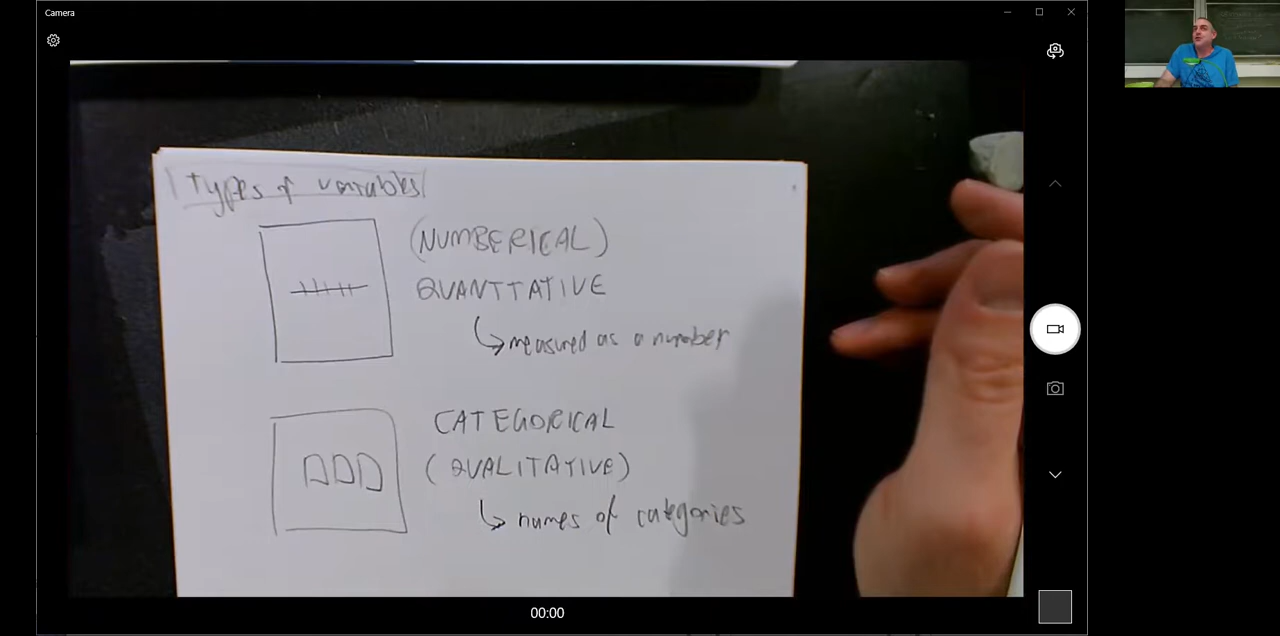 Camera
Types of variables
(NUMBERICAL)
QUANTTATIVE
measured as a number
CATEGORICAL
(QUALITATIVE)
names of categories
00:00